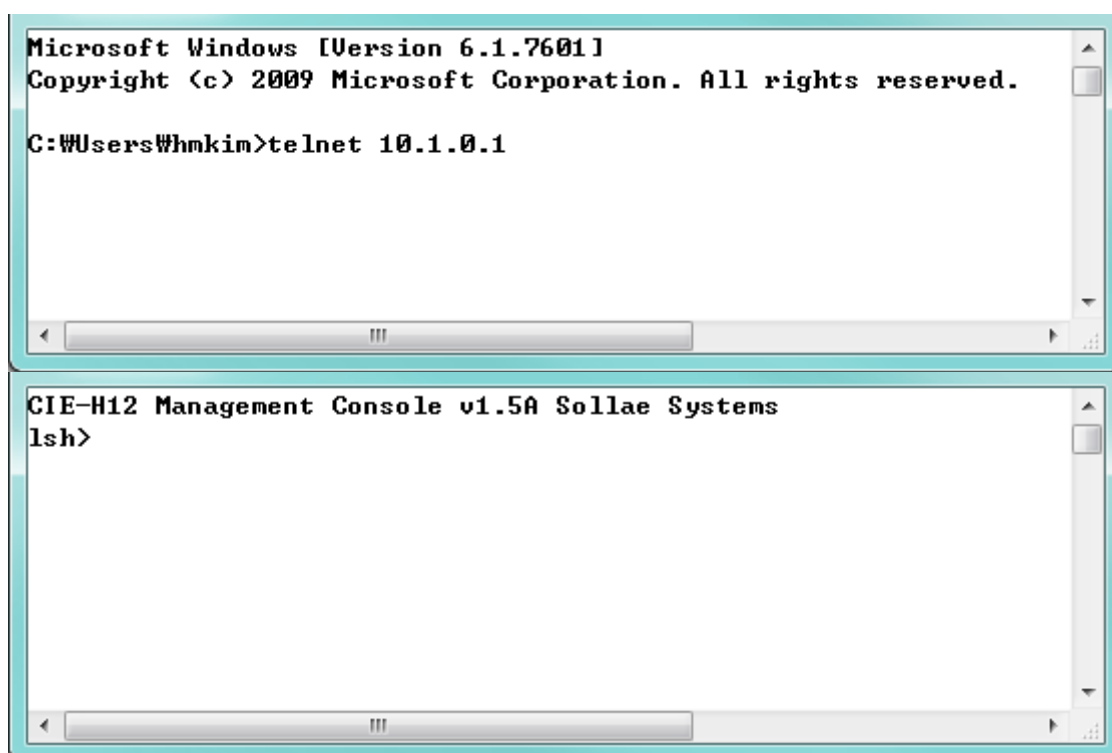 Microsoft Windows [Version 6.1.7601]
Copyright (c) 2009 Microsoft Corporation. All rights reserved.
C:₩Users₩hmkim>telnet 10.1.0.1
CIE-H12 Management Console v1.5A Sollae Systems
lsh>